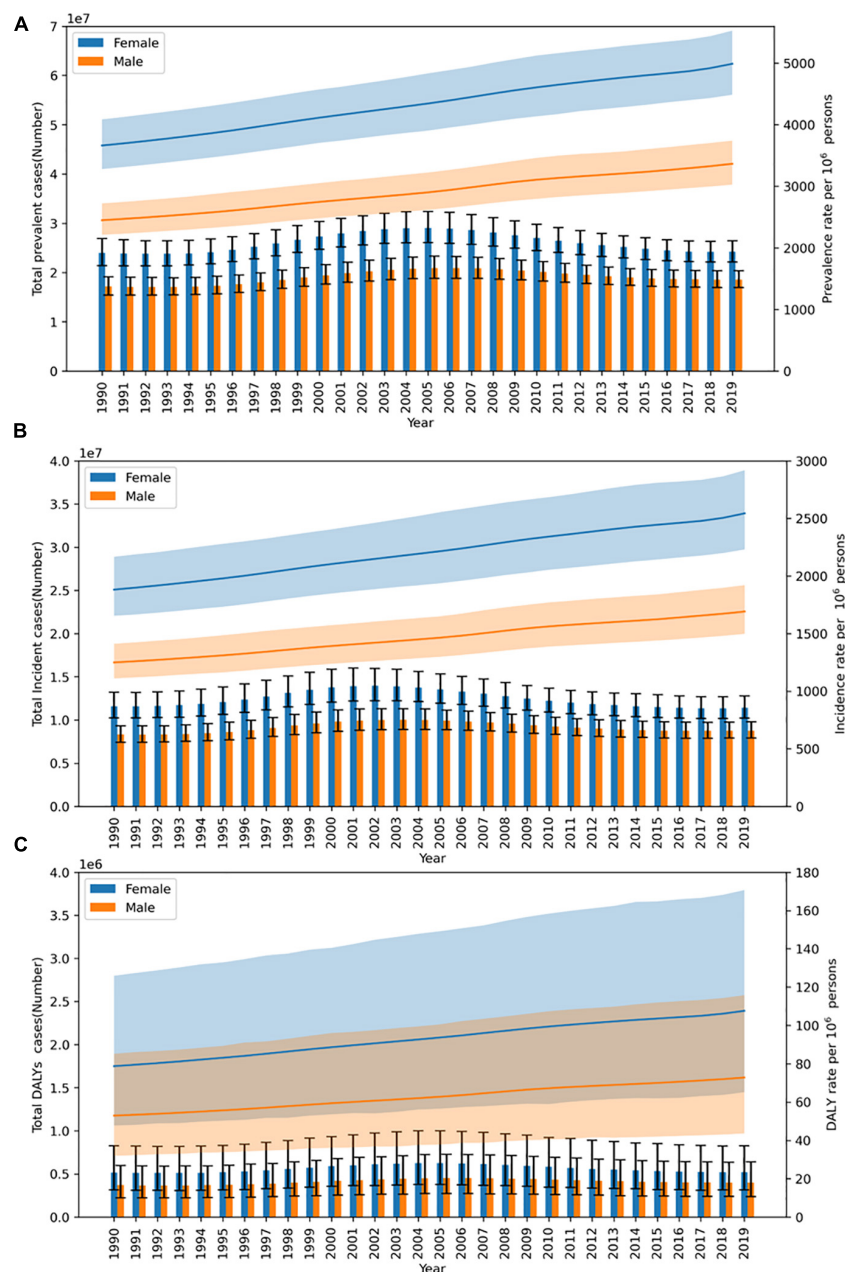 A
1e7
Female
Male
Total prevalent cases(Number)
7
6
5
4
3
2
1
0
Prevalence rate per 10⁶ persons
5000
4000
3000
2000
1000
0
1990 1991 1992 1993 1994 1995 1996 1997 1998 1999 2000 2001 2002 2003 2004 2005 2006 2007 2008 2009 2010 2011 2012 2013 2014 2015 2016 2017 2018 2019
Year
B
1e7
Female
Male
Total Incident cases(Number)
4.0
3.5
3.0
2.5
2.0
1.5
1.0
0.5
0.0
Incidence rate per 10⁶ persons
3000
2500
2000
1500
1000
500
0
1990 1991 1992 1993 1994 1995 1996 1997 1998 1999 2000 2001 2002 2003 2004 2005 2006 2007 2008 2009 2010 2011 2012 2013 2014 2015 2016 2017 2018 2019
Year
C
1e6
Female
Male
Total DALYs cases(Number)
4.0
3.5
3.0
2.5
2.0
1.5
1.0
0.5
0.0
DALY rate per 10⁶ persons
180
160
140
120
100
80
60
40
20
0
1990 1991 1992 1993 1994 1995 1996 1997 1998 1999 2000 2001 2002 2003 2004 2005 2006 2007 2008 2009 2010 2011 2012 2013 2014 2015 2016 2017 2018 2019
Year